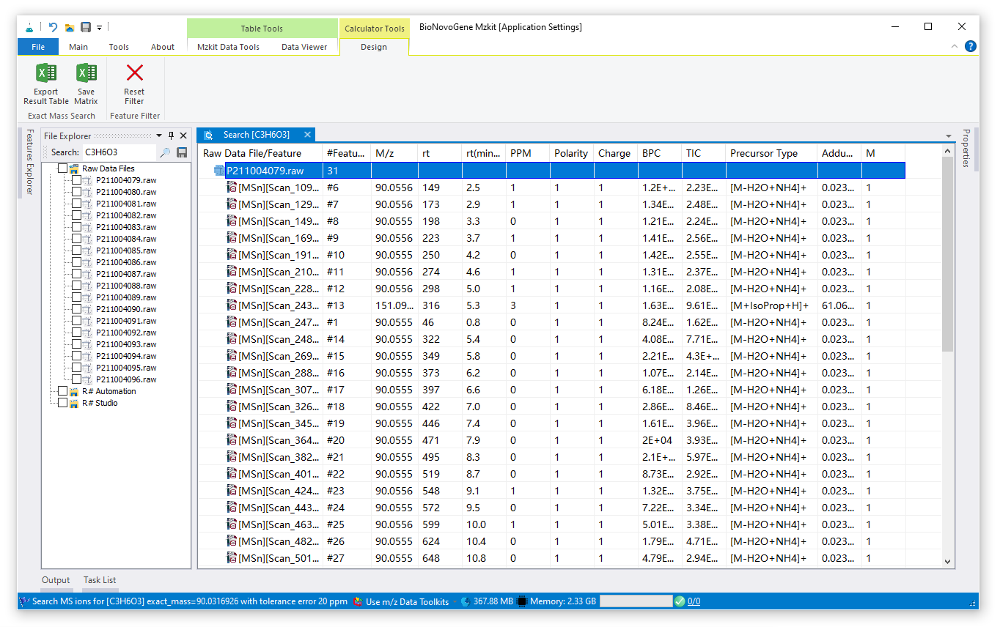 Table Tools Calculator Tools BioNovoGene Mzkit [Application Settings]
File Main Tools About Mzkit Data Tools Data Viewer Design
Export Result Table Save Matrix Reset Filter
Exact Mass Search Feature Filter
Features Explorer
File Explorer
Search: C3H6O3
Raw Data Files
P211004079.raw
P211004080.raw
P211004081.raw
P211004082.raw
P211004083.raw
P211004084.raw
P211004085.raw
P211004086.raw
P211004087.raw
P211004088.raw
P211004089.raw
P211004090.raw
P211004091.raw
P211004092.raw
P211004093.raw
P211004094.raw
P211004095.raw
P211004096.raw
R# Automation
R# Studio
Search [C3H6O3]
Raw Data File/Feature #Featu... M/z rt rt(min... PPM Polarity Charge BPC TIC Precursor Type Addu... M
P211004079.raw 31
[MSn][Scan_109... #6 90.0556 149 2.5 1 1 1 1.2E+... 2.23E... [M-H2O+NH4]+ 0.023... 1
[MSn][Scan_129... #7 90.0556 173 2.9 1 1 1 1.34E... 2.48E... [M-H2O+NH4]+ 0.023... 1
[MSn][Scan_149... #8 90.0555 198 3.3 0 1 1 1.21E... 2.24E... [M-H2O+NH4]+ 0.023... 1
[MSn][Scan_169... #9 90.0556 223 3.7 1 1 1 1.41E... 2.56E... [M-H2O+NH4]+ 0.023... 1
[MSn][Scan_191... #10 90.0555 250 4.2 0 1 1 1.42E... 2.55E... [M-H2O+NH4]+ 0.023... 1
[MSn][Scan_210... #11 90.0556 274 4.6 1 1 1 1.31E... 2.37E... [M-H2O+NH4]+ 0.023... 1
[MSn][Scan_228... #12 90.0556 298 5.0 1 1 1 1.16E... 2.08E... [M-H2O+NH4]+ 0.023... 1
[MSn][Scan_243... #13 151.09... 316 5.3 3 1 1 1.63E... 9.61E... [M+IsoProp+H]+ 61.06... 1
[MSn][Scan_247... #1 90.0555 46 0.8 0 1 1 8.24E... 1.62E... [M-H2O+NH4]+ 0.023... 1
[MSn][Scan_248... #14 90.0555 322 5.4 0 1 1 4.08E... 7.71E... [M-H2O+NH4]+ 0.023... 1
[MSn][Scan_269... #15 90.0555 349 5.8 0 1 1 2.21E... 4.3E+... [M-H2O+NH4]+ 0.023... 1
[MSn][Scan_288... #16 90.0555 373 6.2 0 1 1 1.07E... 2.14E... [M-H2O+NH4]+ 0.023... 1
[MSn][Scan_307... #17 90.0555 397 6.6 0 1 1 6.18E... 1.26E... [M-H2O+NH4]+ 0.023... 1
[MSn][Scan_326... #18 90.0555 422 7.0 0 1 1 2.86E... 8.46E... [M-H2O+NH4]+ 0.023... 1
[MSn][Scan_345... #19 90.0555 446 7.4 0 1 1 1.61E... 3.96E... [M-H2O+NH4]+ 0.023... 1
[MSn][Scan_364... #20 90.0555 471 7.9 0 1 1 2E+04 3.93E... [M-H2O+NH4]+ 0.023... 1
[MSn][Scan_382... #21 90.0555 495 8.3 0 1 1 2.1E+... 5.97E... [M-H2O+NH4]+ 0.023... 1
[MSn][Scan_401... #22 90.0555 519 8.7 0 1 1 8.73E... 2.92E... [M-H2O+NH4]+ 0.023... 1
[MSn][Scan_424... #23 90.0556 548 9.1 1 1 1 1.32E... 3.75E... [M-H2O+NH4]+ 0.023... 1
[MSn][Scan_443... #24 90.0555 572 9.5 0 1 1 7.22E... 3.34E... [M-H2O+NH4]+ 0.023... 1
[MSn][Scan_463... #25 90.0556 599 10.0 1 1 1 5.01E... 3.38E... [M-H2O+NH4]+ 0.023... 1
[MSn][Scan_482... #26 90.0555 624 10.4 0 1 1 1.79E... 4.71E... [M-H2O+NH4]+ 0.023... 1
[MSn][Scan_501... #27 90.0555 648 10.8 0 1 1 4.79E... 2.94E... [M-H2O+NH4]+ 0.023... 1
Properties
Output Task List
Search MS ions for [C3H6O3] exact_mass=90.0316926 with tolerance error 20 ppm Use m/z Data Toolkits 367.88 MB Memory: 2.33 GB 0/0